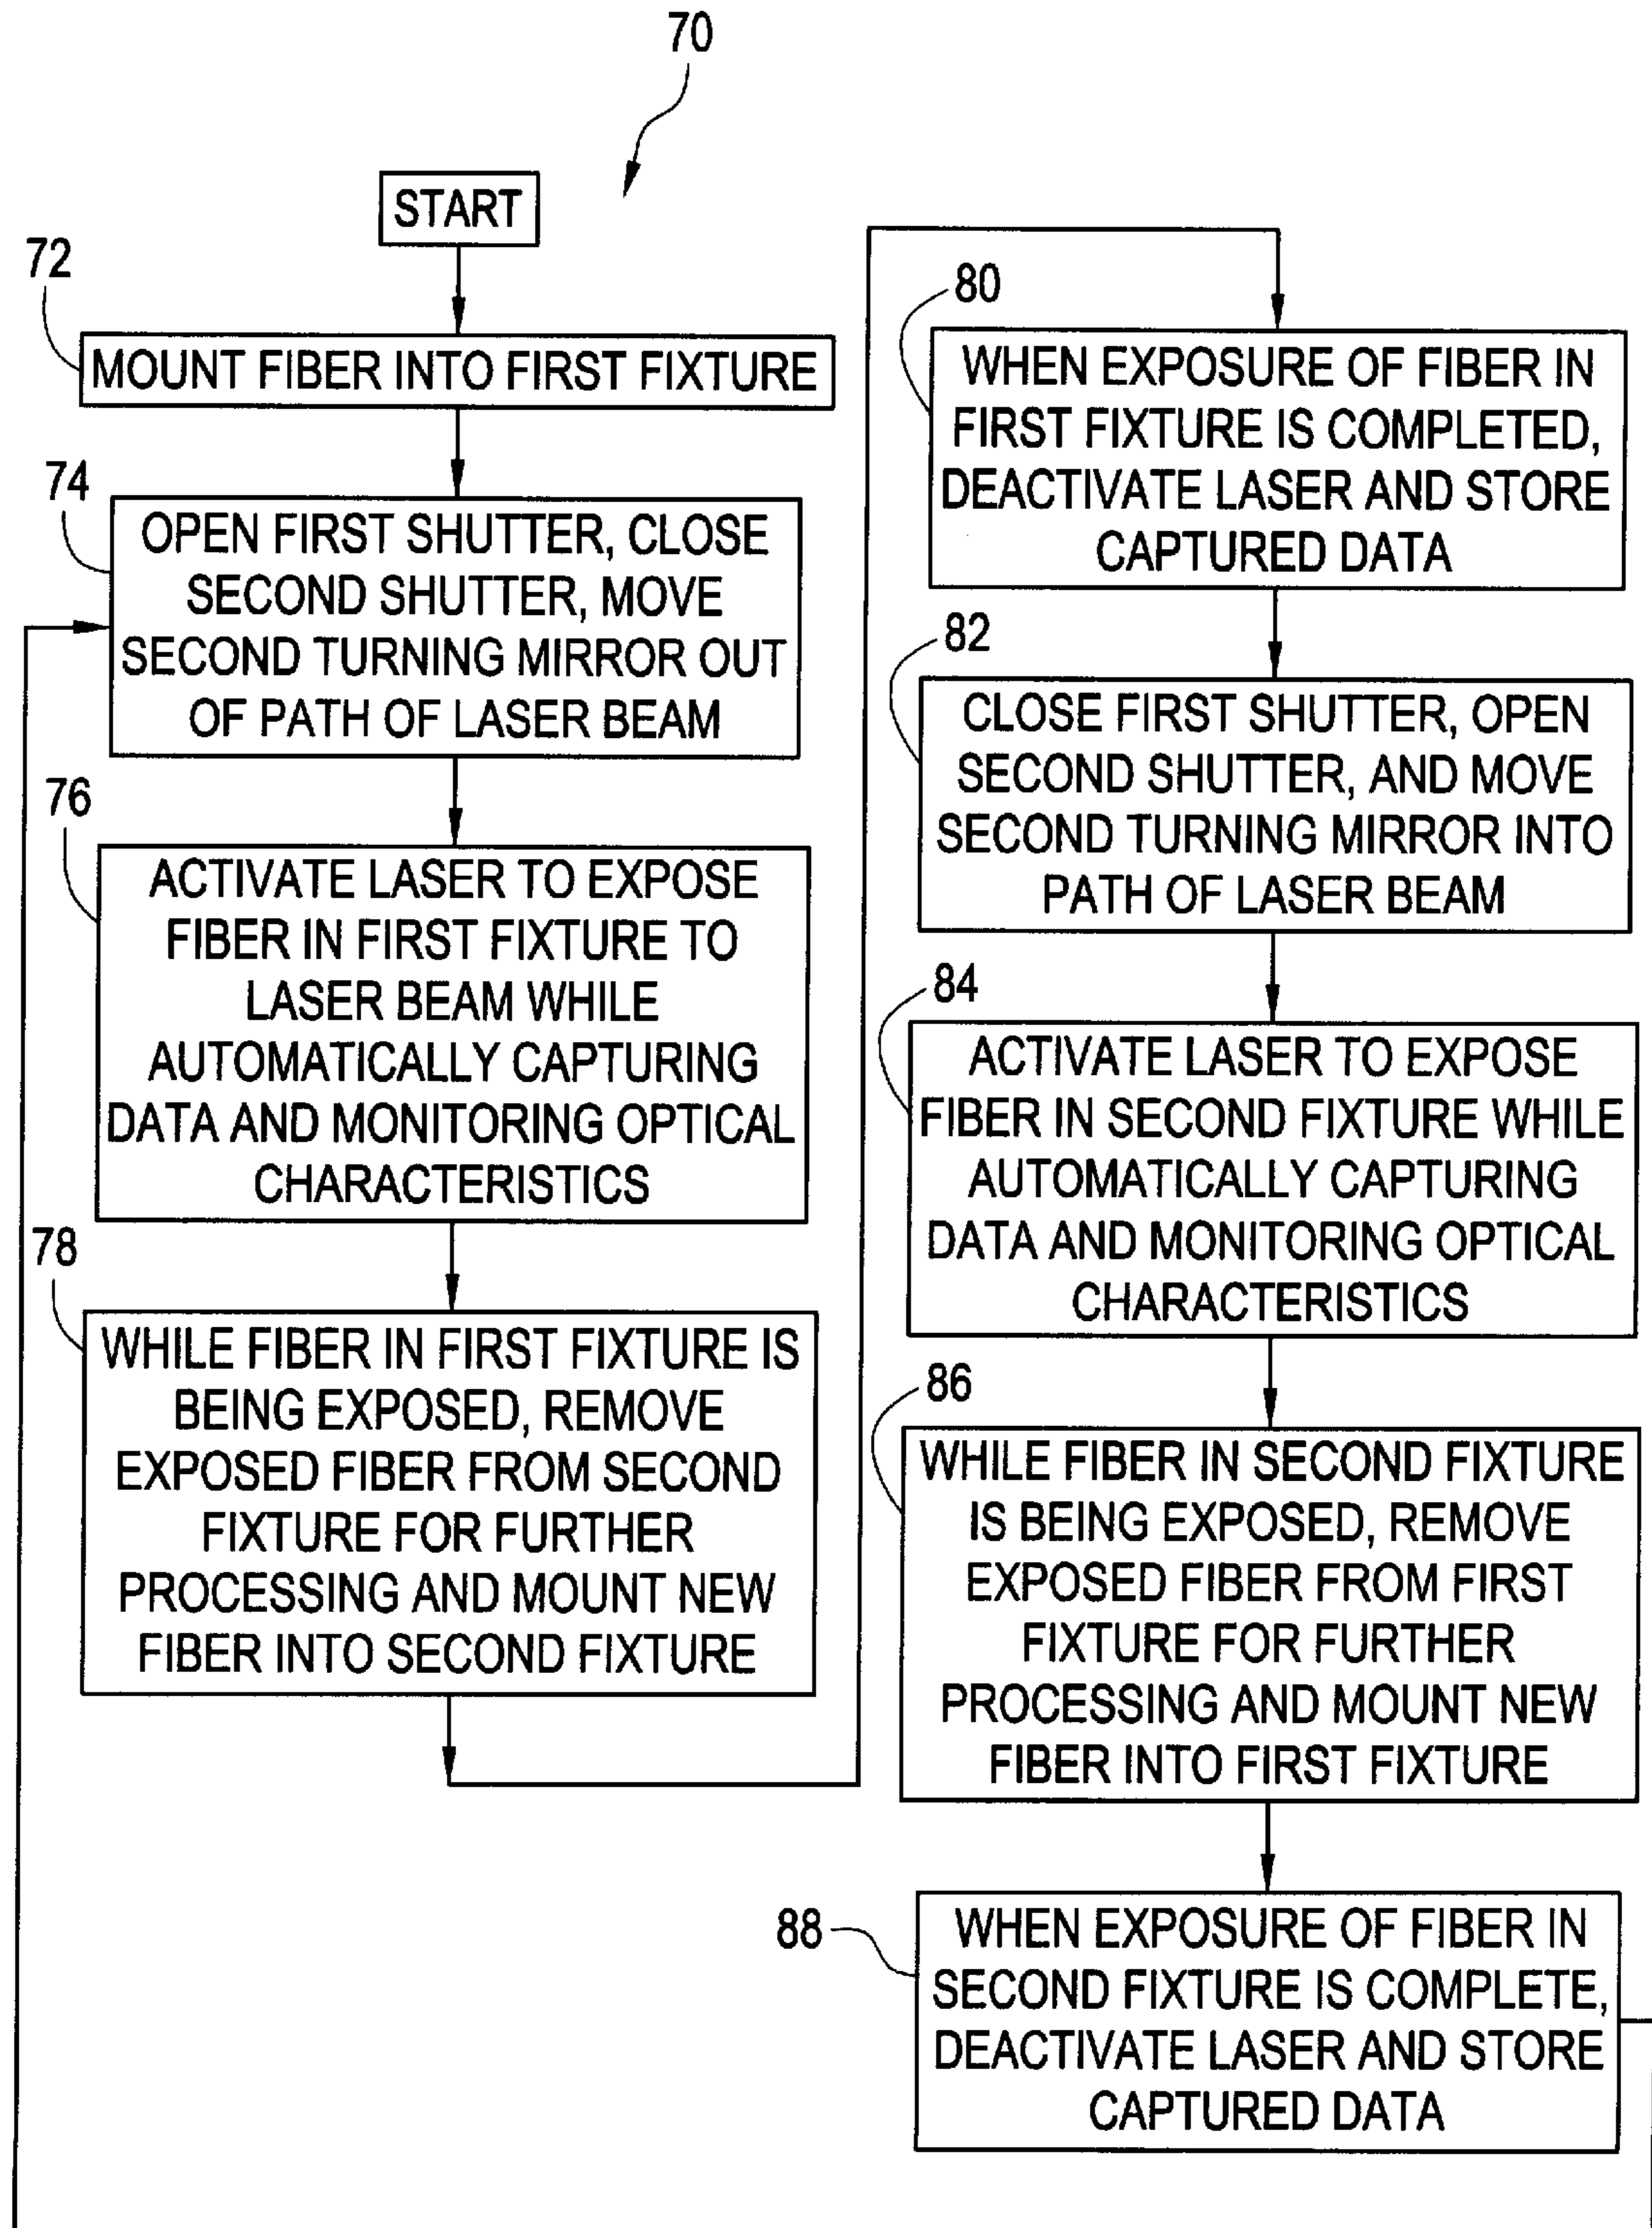 70
START
72
MOUNT FIBER INTO FIRST FIXTURE
74
OPEN FIRST SHUTTER, CLOSE
SECOND SHUTTER, MOVE
SECOND TURNING MIRROR OUT
OF PATH OF LASER BEAM
76
ACTIVATE LASER TO EXPOSE
FIBER IN FIRST FIXTURE TO
LASER BEAM WHILE
AUTOMATICALLY CAPTURING
DATA AND MONITORING OPTICAL
CHARACTERISTICS
78
WHILE FIBER IN FIRST FIXTURE IS
BEING EXPOSED, REMOVE
EXPOSED FIBER FROM SECOND
FIXTURE FOR FURTHER
PROCESSING AND MOUNT NEW
FIBER INTO SECOND FIXTURE
80
WHEN EXPOSURE OF FIBER IN
FIRST FIXTURE IS COMPLETED,
DEACTIVATE LASER AND STORE
CAPTURED DATA
82
CLOSE FIRST SHUTTER, OPEN
SECOND SHUTTER, AND MOVE
SECOND TURNING MIRROR INTO
PATH OF LASER BEAM
84
ACTIVATE LASER TO EXPOSE
FIBER IN SECOND FIXTURE WHILE
AUTOMATICALLY CAPTURING
DATA AND MONITORING OPTICAL
CHARACTERISTICS
86
WHILE FIBER IN SECOND FIXTURE
IS BEING EXPOSED, REMOVE
EXPOSED FIBER FROM FIRST
FIXTURE FOR FURTHER
PROCESSING AND MOUNT NEW
FIBER INTO FIRST FIXTURE
88
WHEN EXPOSURE OF FIBER IN
SECOND FIXTURE IS COMPLETE,
DEACTIVATE LASER AND STORE
CAPTURED DATA